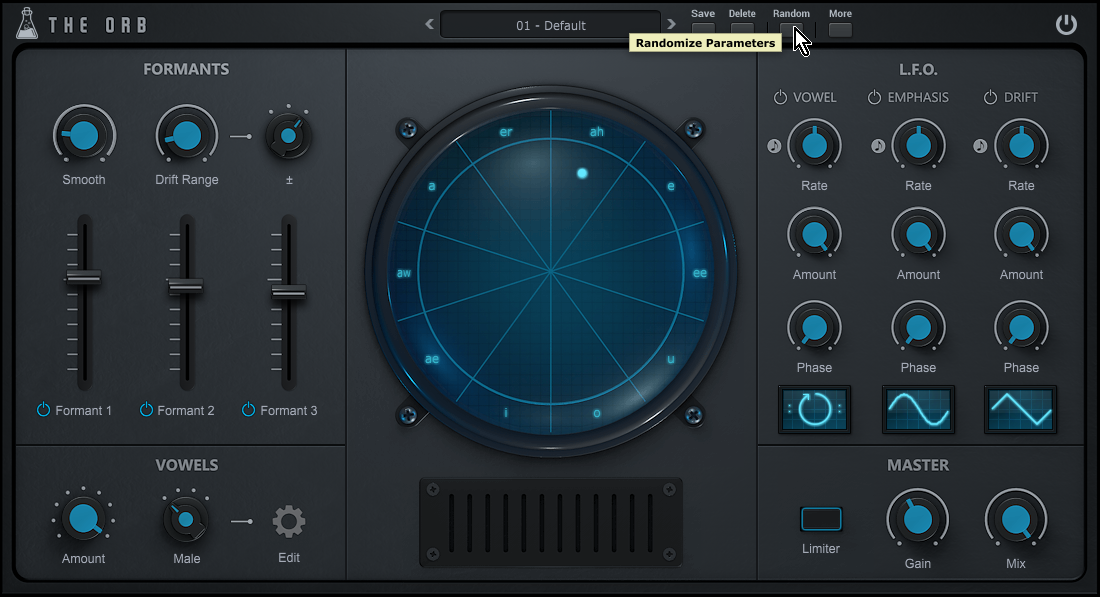 THE ORB
01 - Default
Save
Delete
Random
More
Randomize Parameters
FORMANTS
Smooth
Drift Range
±
Formant 1
Formant 2
Formant 3
VOWELS
Amount
Male
Edit
er
ah
a
e
aw
ee
ae
u
i
o
L.F.O.
VOWEL
EMPHASIS
DRIFT
Rate
Rate
Rate
Amount
Amount
Amount
Phase
Phase
Phase
MASTER
Limiter
Gain
Mix